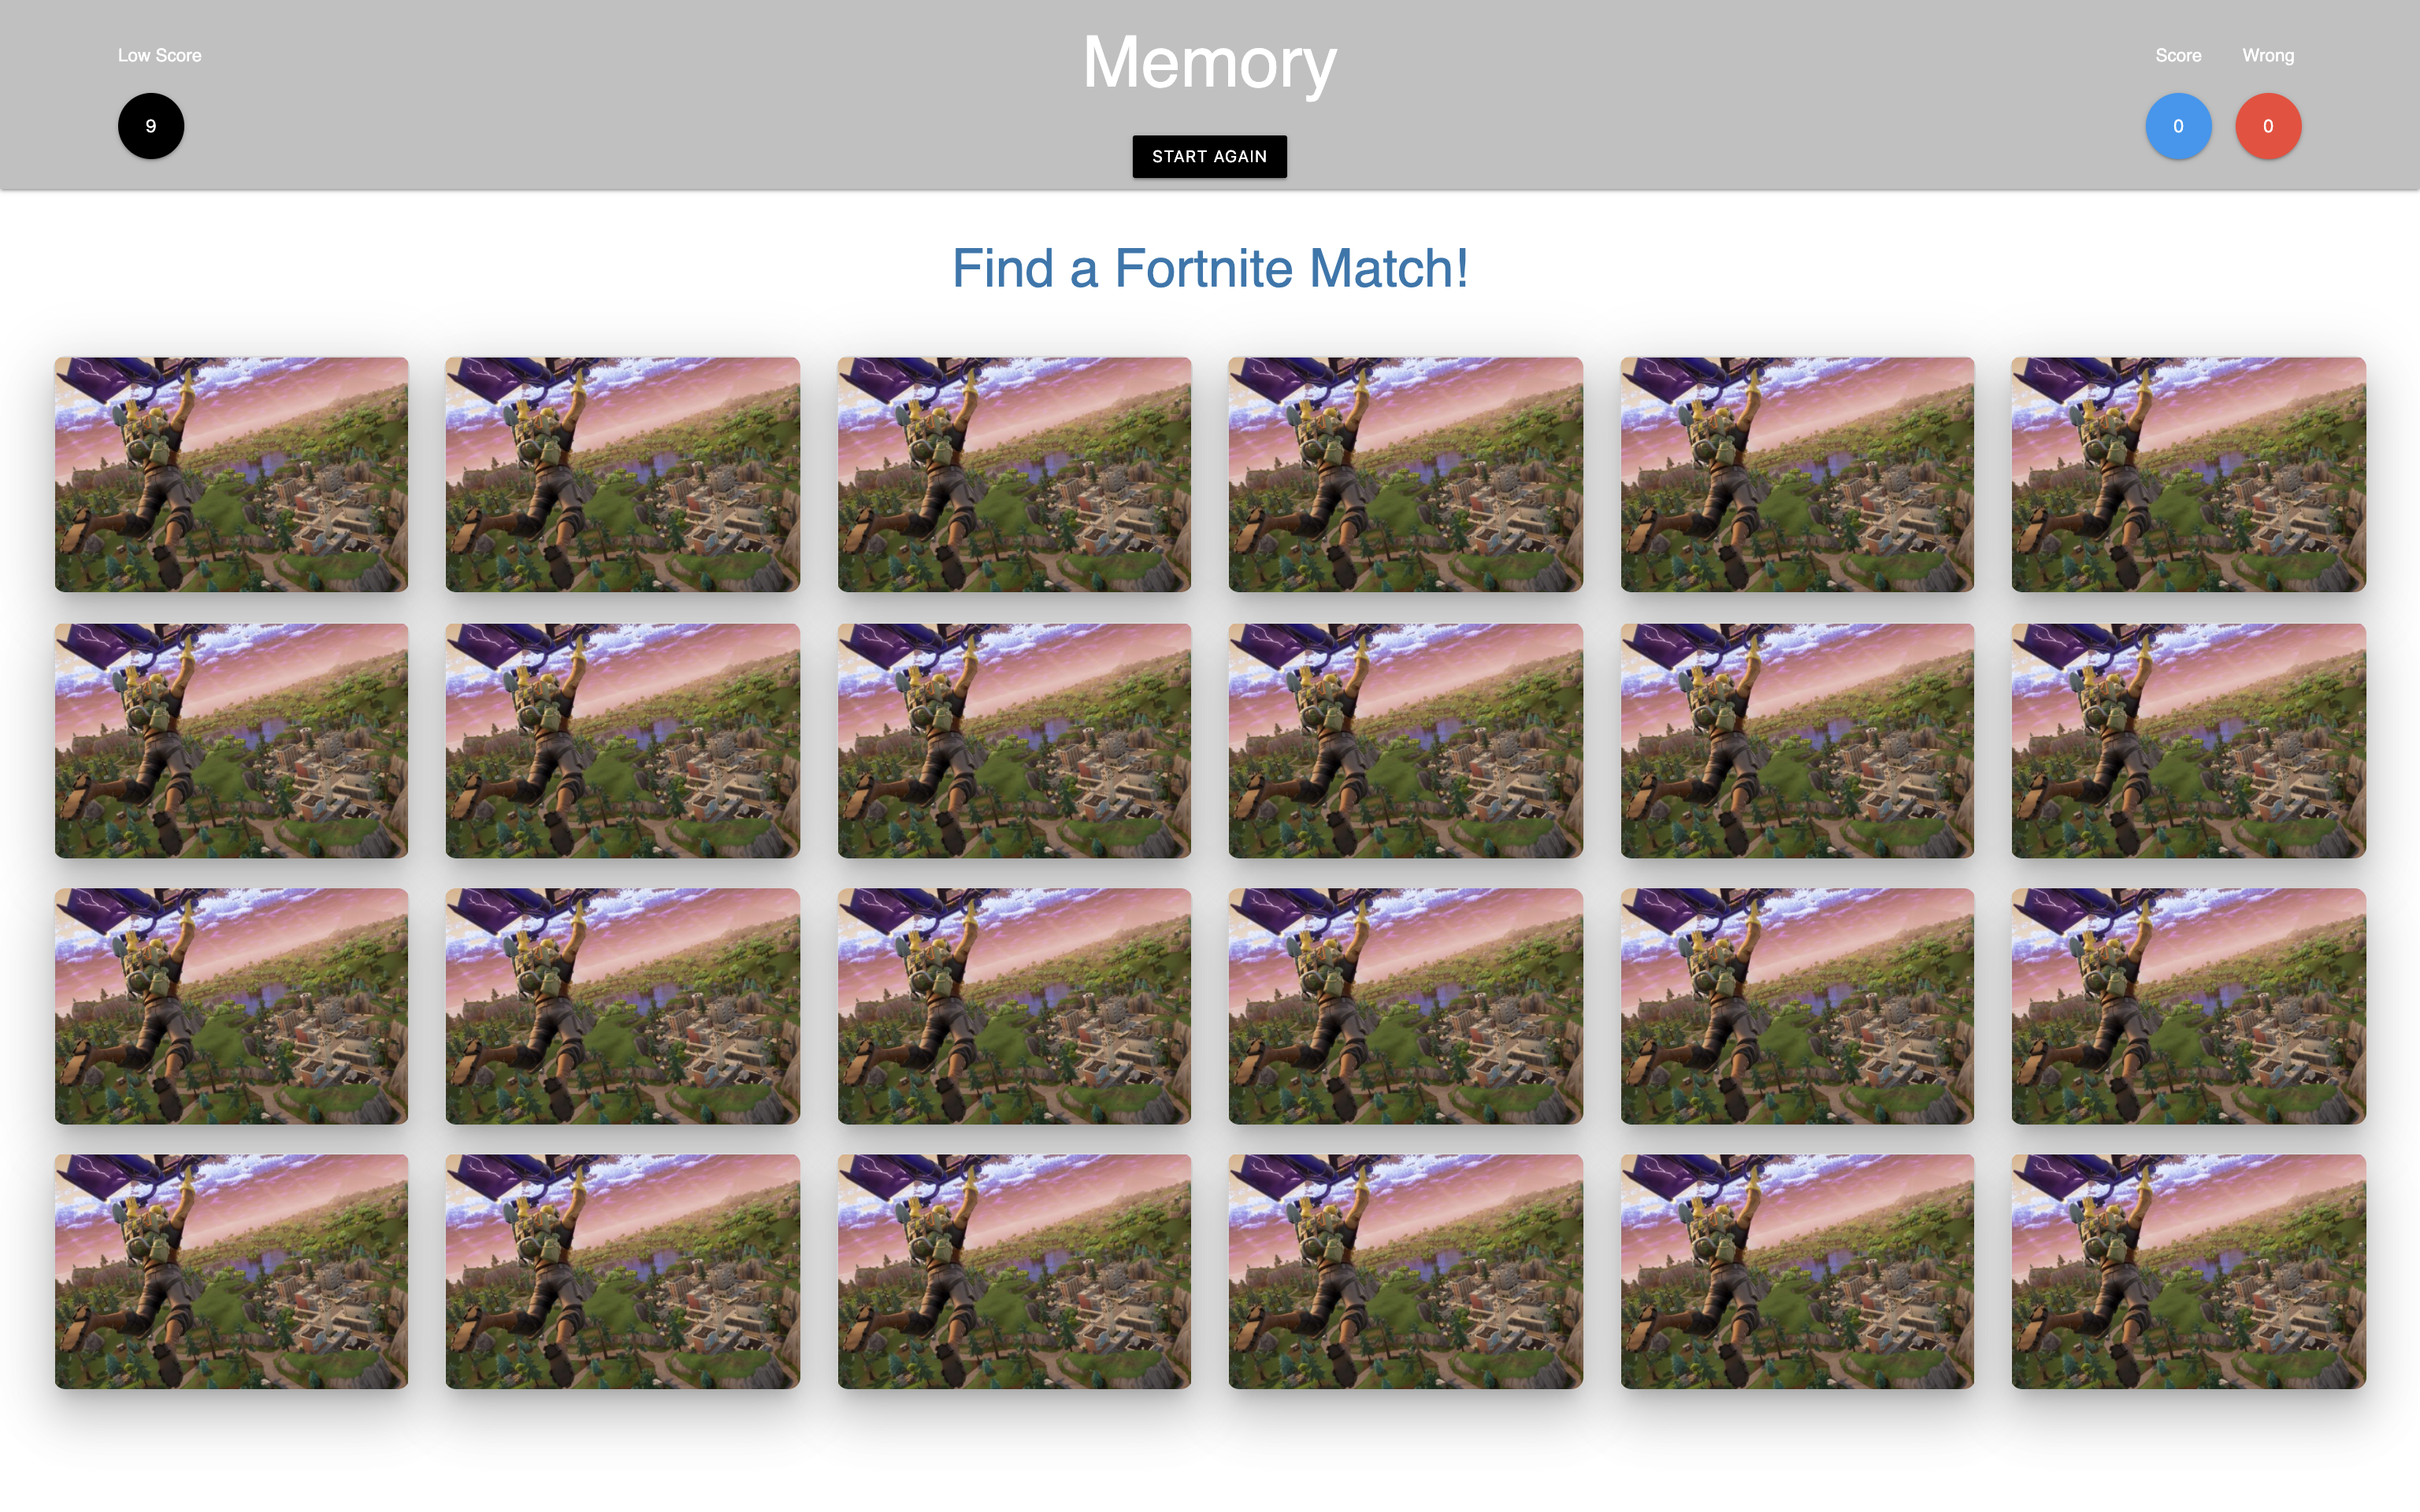 Low Score
Memory
Score
Wrong
9
0
0
START AGAIN
Find a Fortnite Match!